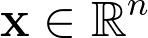 𝐱 ∈ ℝⁿ